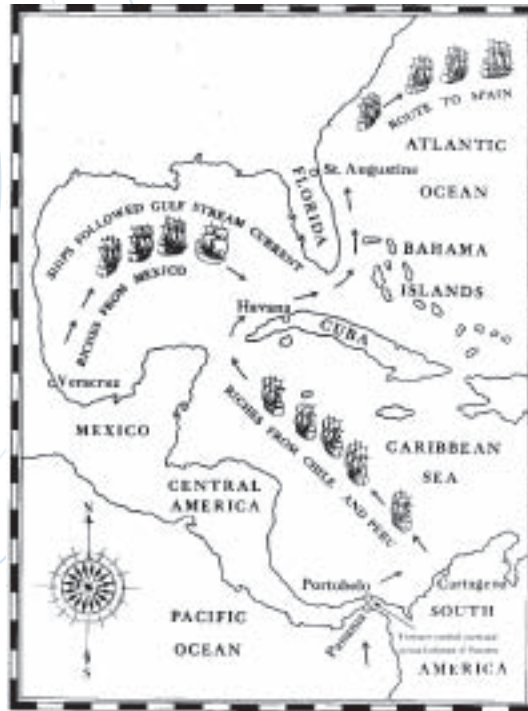 ROUTE TO SPAIN
ATLANTIC
OCEAN
St. Augustine
FLORIDA
SHIPS FOLLOWED GULF STREAM CURRENT
RICHES FROM MEXICO
BAHAMA
ISLANDS
Havana
CUBA
Veracruz
MEXICO
RICHES FROM CHILE AND PERU
CARIBBEAN
SEA
CENTRAL
AMERICA
N
S
Portobelo
Cartagena
PACIFIC
OCEAN
Panama
SOUTH
AMERICA